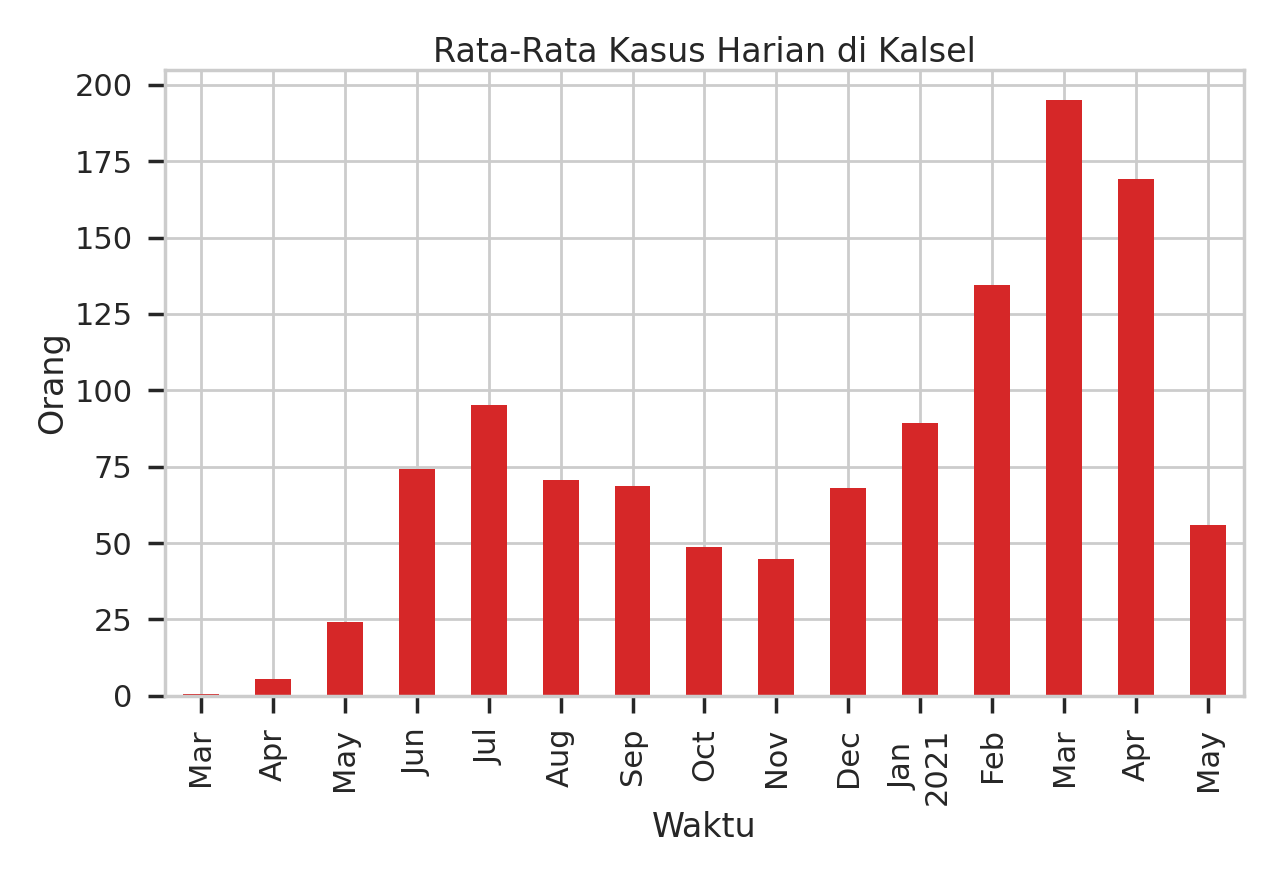 Rata-Rata Kasus Harian di Kalsel
200
175
150
125
100
75
50
25
0
Orang
Mar
Apr
May
Jun
Jul
Aug
Sep
Oct
Nov
Dec
Jan
2021
Feb
Mar
Apr
May
Waktu